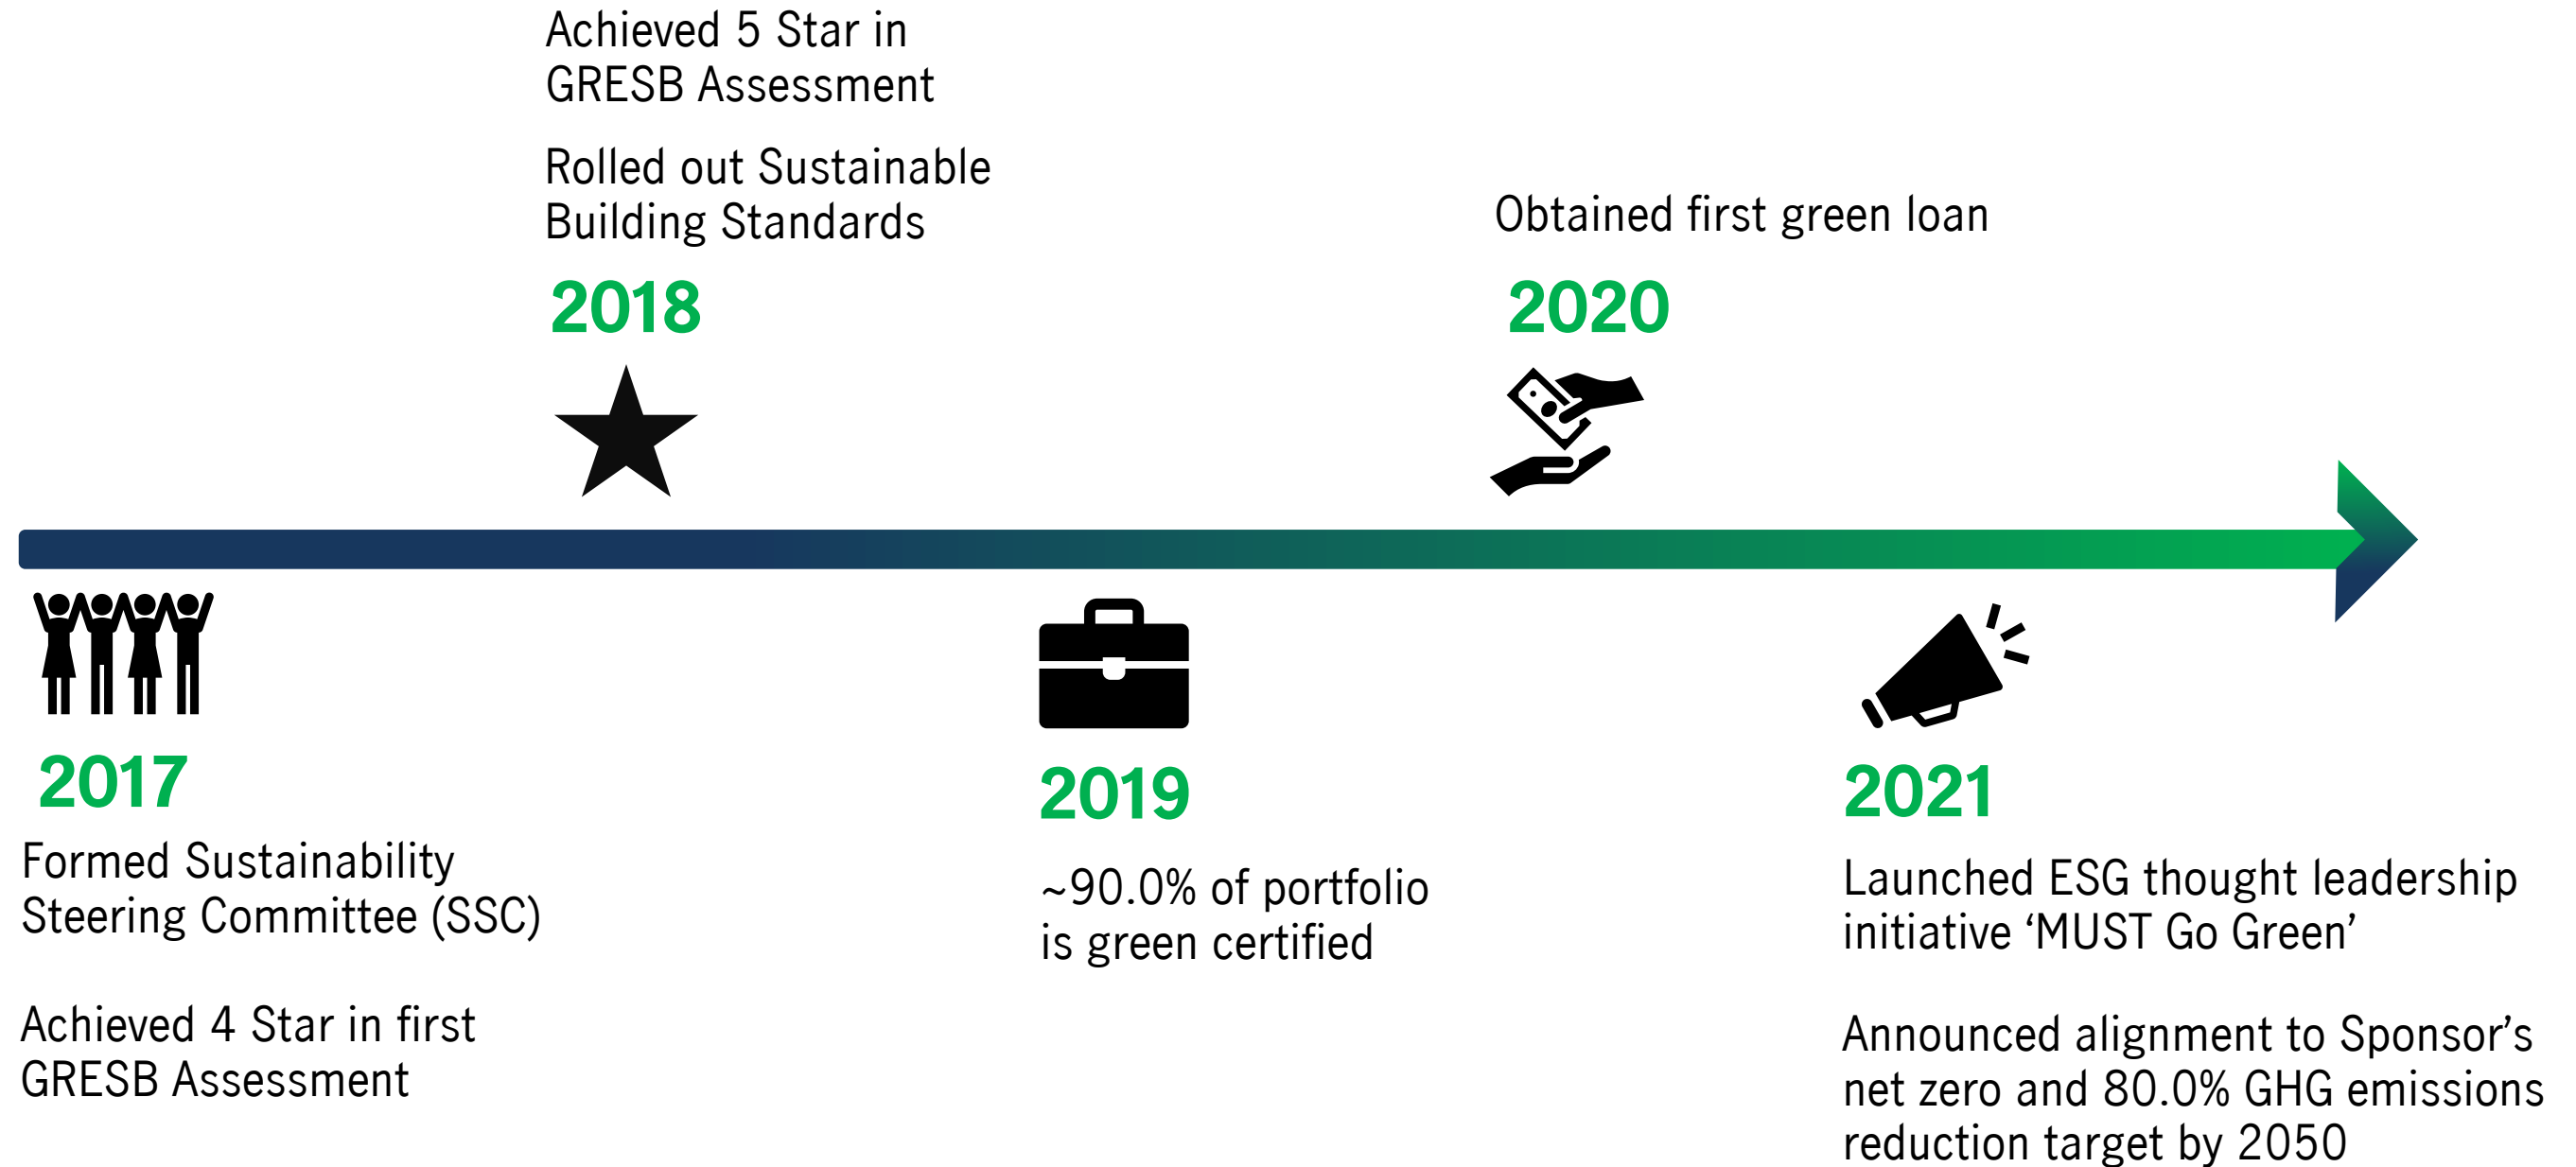 Achieved 5 Star in
GRESB Assessment
Rolled out Sustainable
Building Standards
2018
Obtained first green loan
2020
2017
Formed Sustainability
Steering Committee (SSC)
Achieved 4 Star in first
GRESB Assessment
2019
~90.0% of portfolio
is green certified
2021
Launched ESG thought leadership
initiative ‘MUST Go Green’
Announced alignment to Sponsor’s
net zero and 80.0% GHG emissions
reduction target by 2050